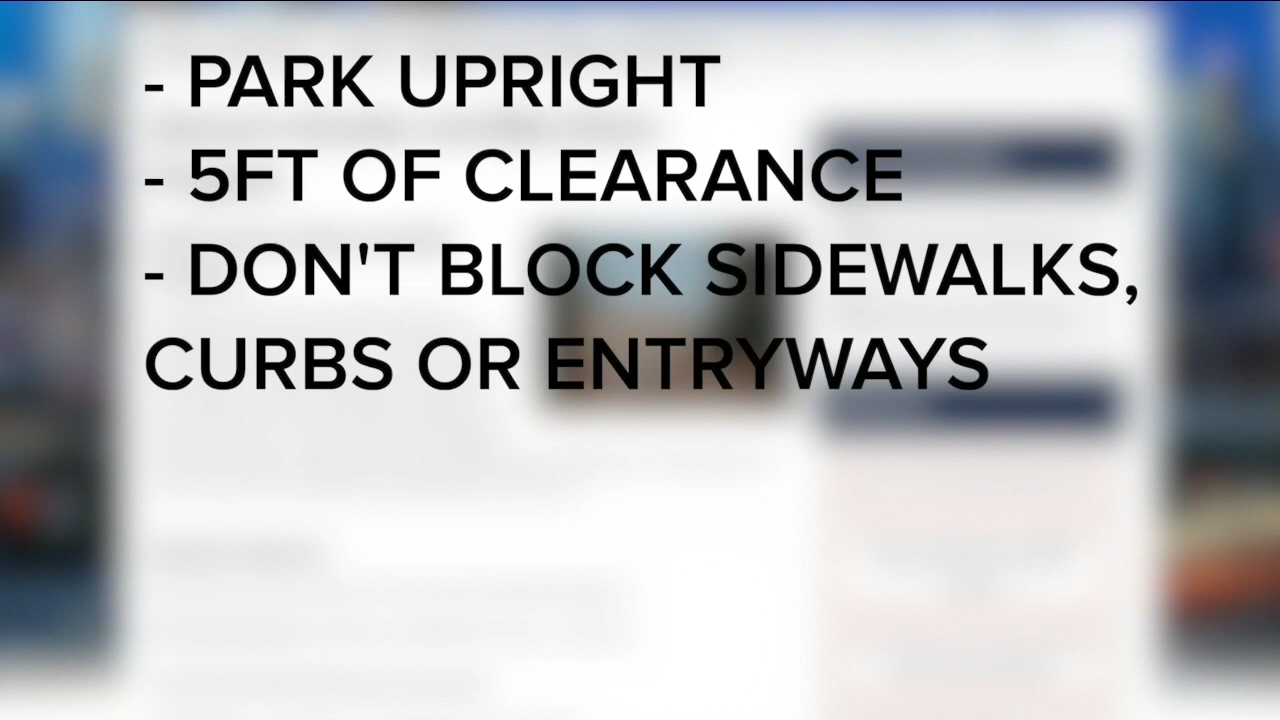 - PARK UPRIGHT
- 5FT OF CLEARANCE
- DON'T BLOCK SIDEWALKS,
CURBS OR ENTRYWAYS